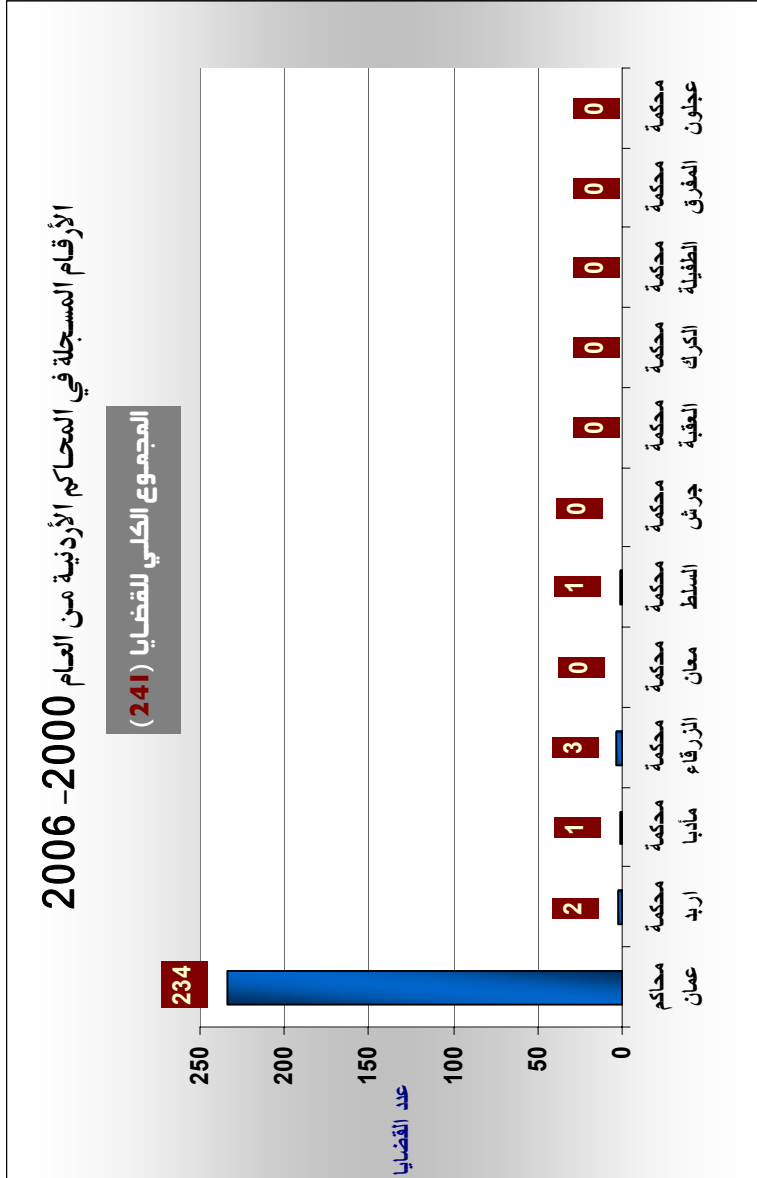 الأرقام المسجلة في المحاكم الأردنية من العام 2000- 2006
المجموع الكلي للقضايا (241)
عدد القضايا
250
200
150
100
50
0
234
2
1
3
0
1
0
0
0
0
0
0
محاكم عمان
محكمة اربد
محكمة مأدبا
محكمة الزرقاء
محكمة معان
محكمة السلط
محكمة جرش
محكمة العقبة
محكمة الكرك
محكمة الطفيلة
محكمة المفرق
محكمة عجلون